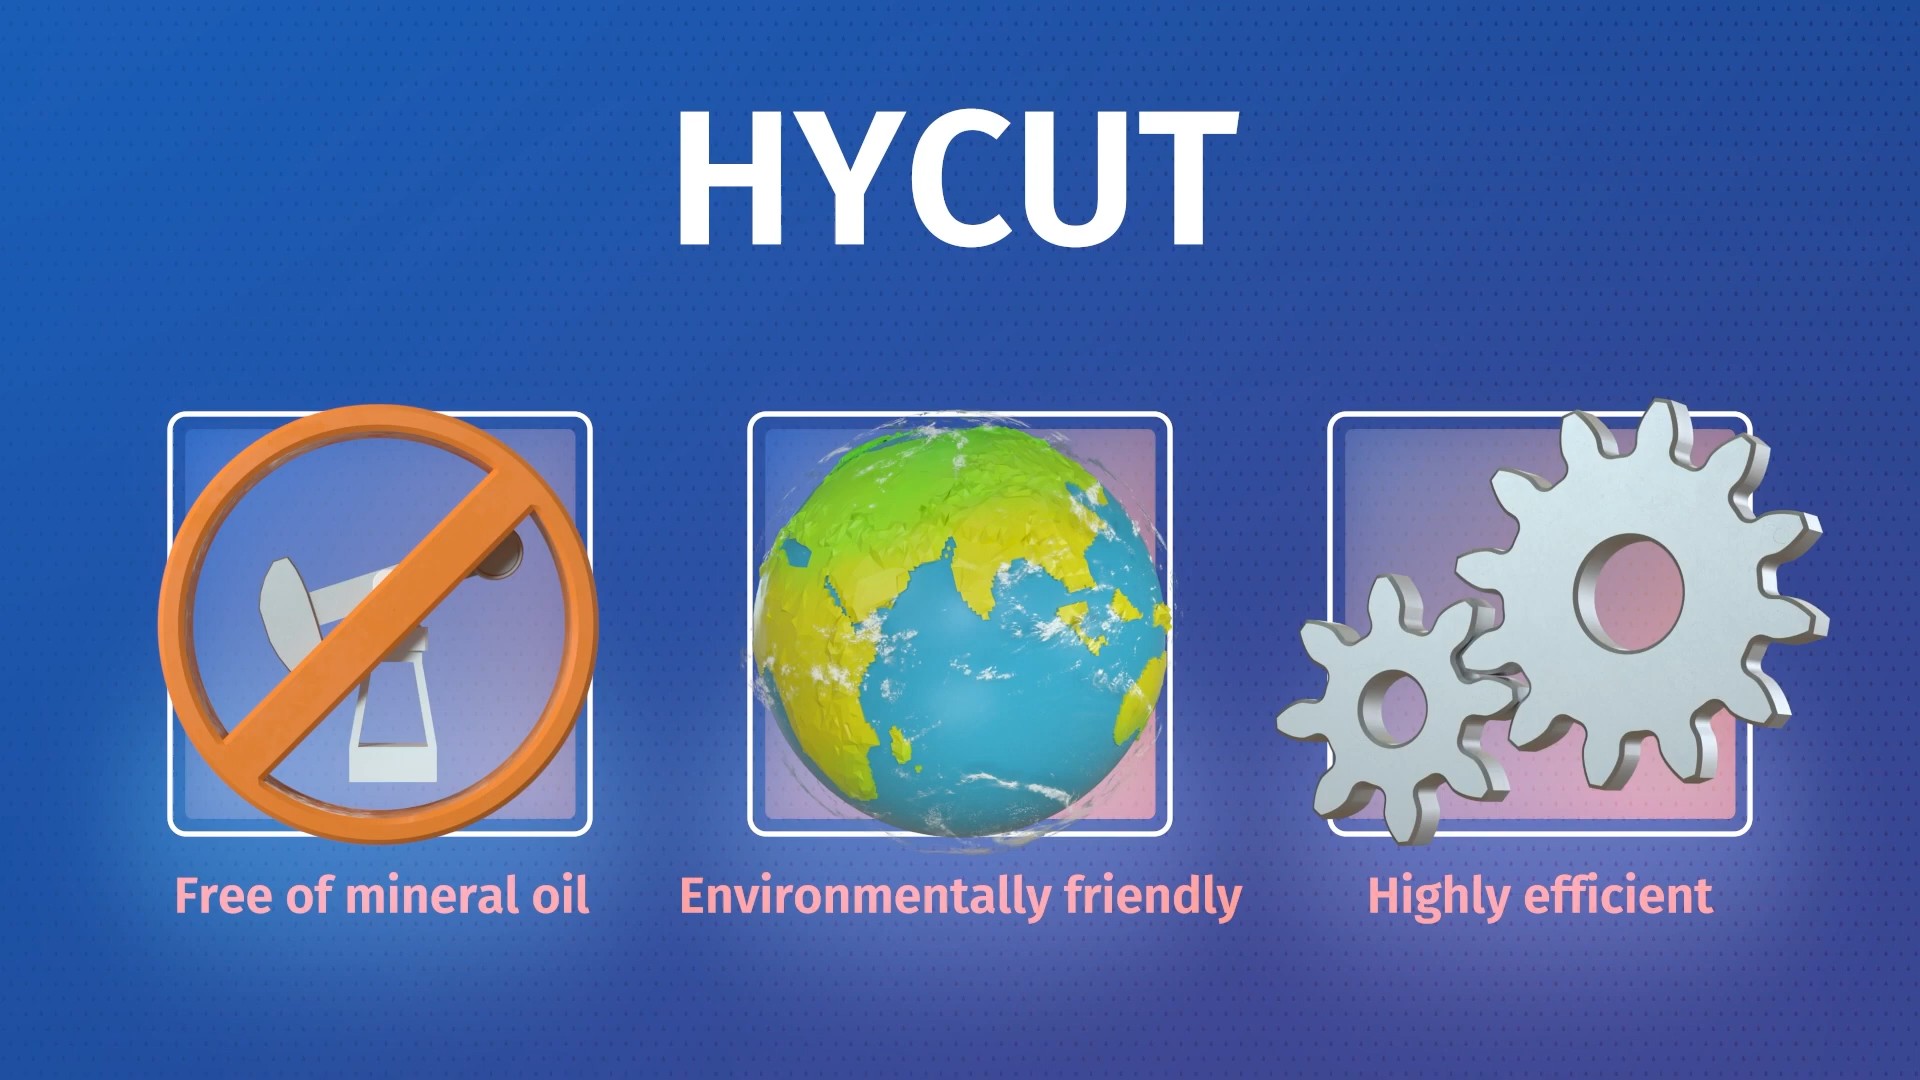 HYCUT
Free of mineral oil
Environmentally friendly
Highly efficient